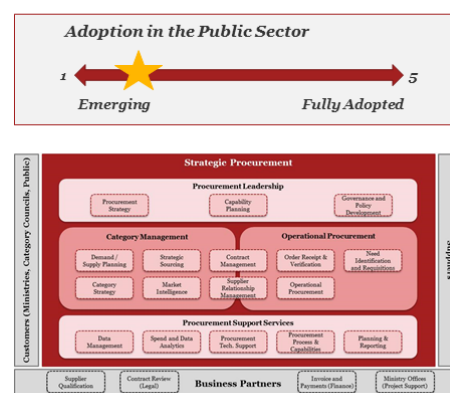 Adoption in the Public Sector
1
5
Emerging
Fully Adopted
Customers (Ministries, Category Councils, Public)
Strategic Procurement
Procurement Leadership
Procurement
Strategy
Capability
Planning
Governance and
Policy
Development
Category Management
Demand /
Supply Planning
Strategic
Sourcing
Contract
Management
Category
Strategy
Market
Intelligence
Supplier
Relationship
Management
Operational Procurement
Order Receipt &
Verification
Need
Identification
and Requisitions
Operational
Procurement
Procurement Support Services
Data
Management
Spend and Data
Analytics
Procurement
Tech. Support
Procurement
Process &
Capabilities
Planning &
Reporting
Supplier
Qualification
Contract Review
(Legal)
Business Partners
Invoice and
Payments (Finance)
Ministry Offices
(Project Support)